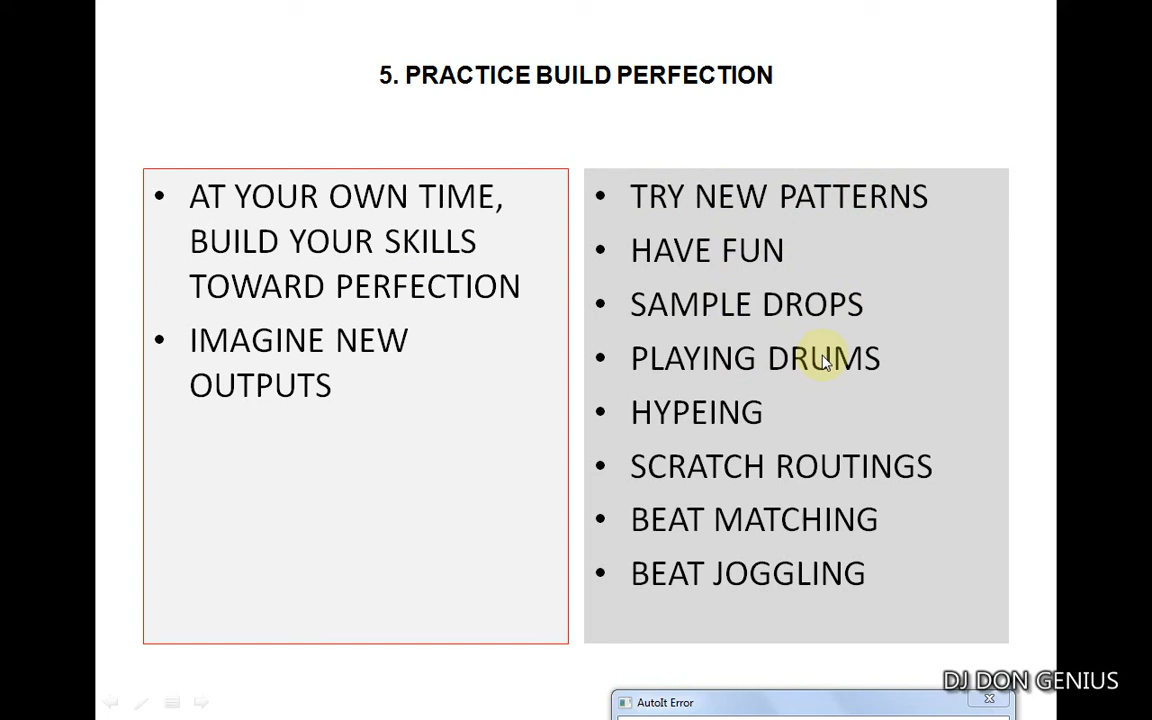 5. PRACTICE BUILD PERFECTION
• AT YOUR OWN TIME,
BUILD YOUR SKILLS
TOWARD PERFECTION
• IMAGINE NEW
OUTPUTS
• TRY NEW PATTERNS
• HAVE FUN
• SAMPLE DROPS
• PLAYING DRUMS
• HYPEING
• SCRATCH ROUTINGS
• BEAT MATCHING
• BEAT JOGGLING
DJ DON GENIUS
AutoIt Error